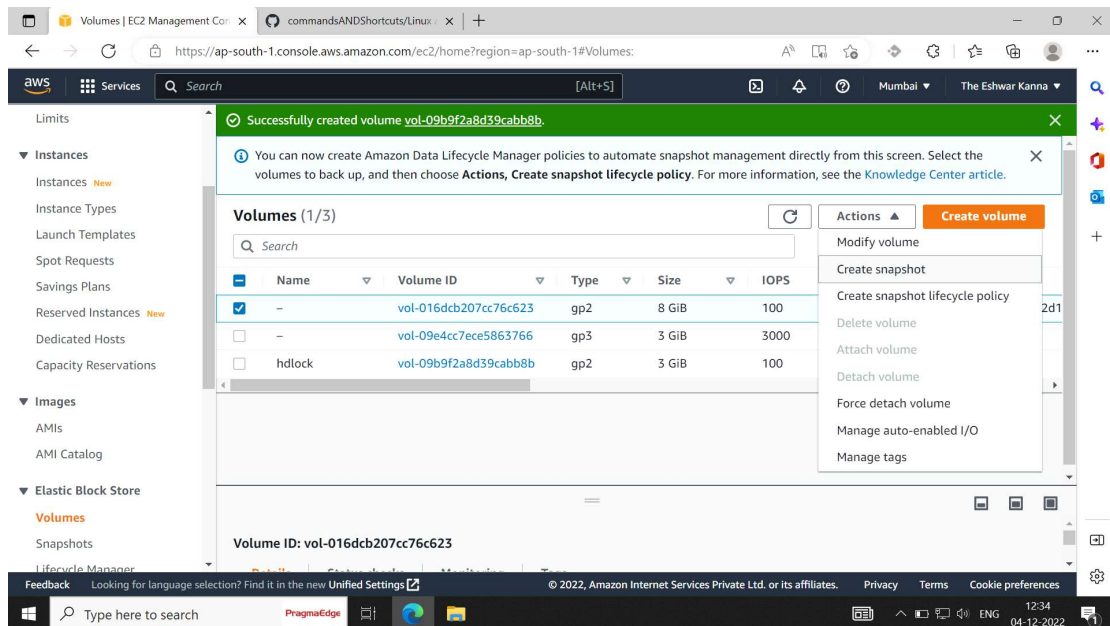 Volumes | EC2 Management Con
commandsANDShortcuts/Linux
https://ap-south-1.console.aws.amazon.com/ec2/home?region=ap-south-1#Volumes:
aws Services Search [Alt+S] Mumbai The Eshwar Kanna
Limits
Instances
Instances New
Instance Types
Launch Templates
Spot Requests
Savings Plans
Reserved Instances New
Dedicated Hosts
Capacity Reservations
Images
AMIs
AMI Catalog
Elastic Block Store
Volumes
Snapshots
Lifecycle Manager
Successfully created volume vol-09b9f2a8d39cabb8b.
You can now create Amazon Data Lifecycle Manager policies to automate snapshot management directly from this screen. Select the
volumes to back up, and then choose Actions, Create snapshot lifecycle policy. For more information, see the Knowledge Center article.
Volumes (1/3) Actions Create volume
Search
Name Volume ID Type Size IOPS
– vol-016dcb207cc76c623 gp2 8 GiB 100 2d1
– vol-09e4cc7ece5863766 gp3 3 GiB 3000
hdlock vol-09b9f2a8d39cabb8b gp2 3 GiB 100
Modify volume
Create snapshot
Create snapshot lifecycle policy
Delete volume
Attach volume
Detach volume
Force detach volume
Manage auto-enabled I/O
Manage tags
Volume ID: vol-016dcb207cc76c623
Details Status checks Monitoring Tags
Feedback Looking for language selection? Find it in the new Unified Settings © 2022, Amazon Internet Services Private Ltd. or its affiliates. Privacy Terms Cookie preferences
Type here to search PragmaEdge ENG 12:34
04-12-2022
1